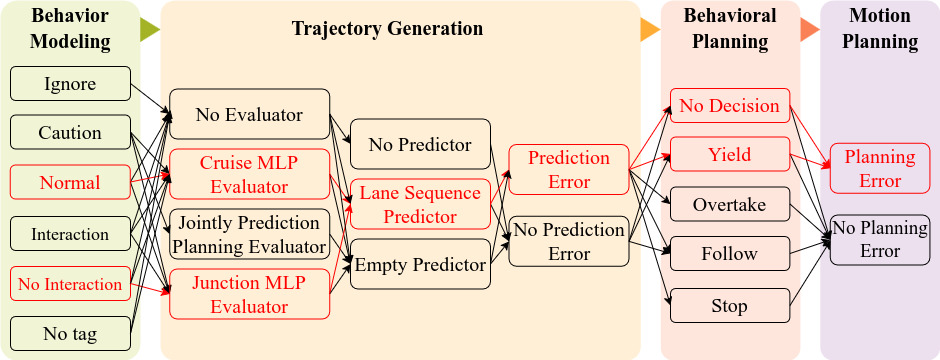 Behavior
Modeling
Trajectory Generation
Behavioral
Planning
Motion
Planning
Ignore
Caution
Normal
Interaction
No Interaction
No tag
No Evaluator
Cruise MLP
Evaluator
Jointly Prediction
Planning Evaluator
Junction MLP
Evaluator
No Predictor
Lane Sequence
Predictor
Empty Predictor
Prediction
Error
No Prediction
Error
No Decision
Yield
Overtake
Follow
Stop
Planning
Error
No Planning
Error